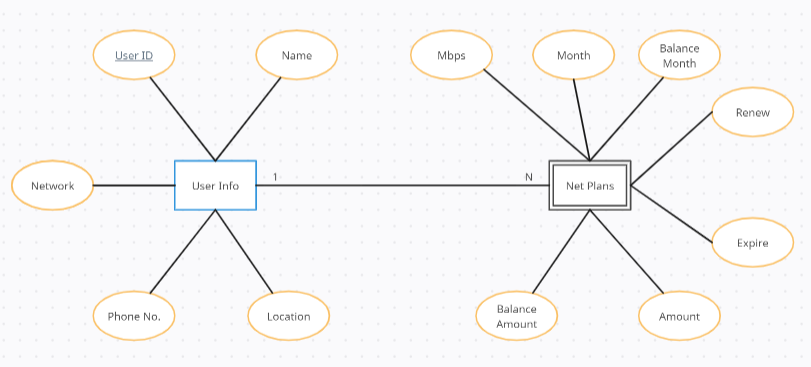 User ID
Name
Mbps
Month
Balance
Month
Renew
Network
User Info
1
N
Net Plans
Expire
Phone No.
Location
Balance
Amount
Amount